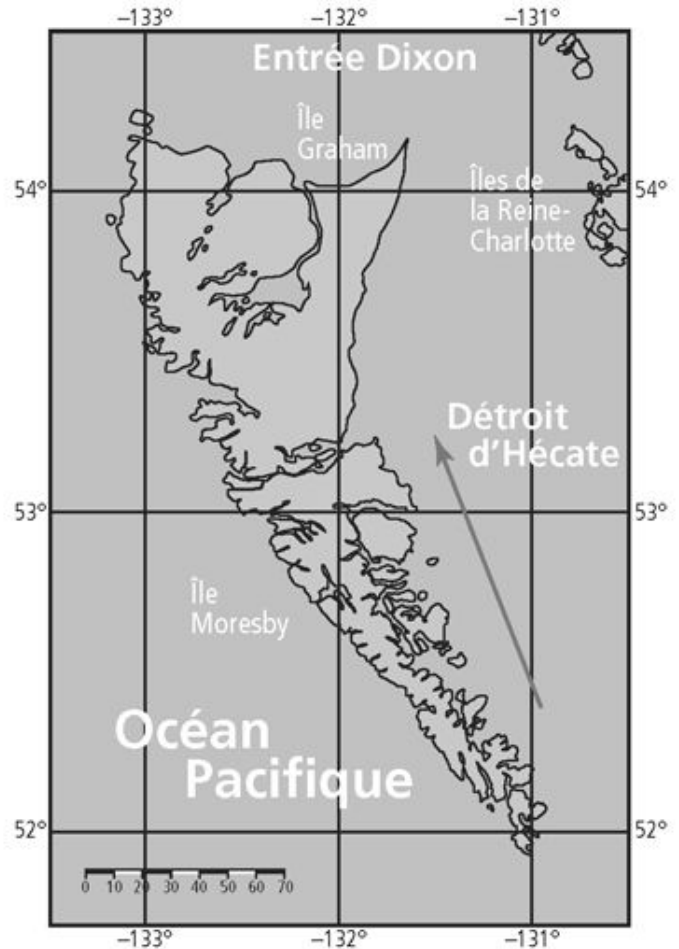 –133° –132° –131°
Entrée Dixon
Île
Graham
54° 54°
Îles de
la Reine-
Charlotte
Détroit
d'Hécate
53° 53°
Île
Moresby
Océan
Pacifique
52° 52°
0 10 20 30 40 50 60 70
–133° –132° –131°